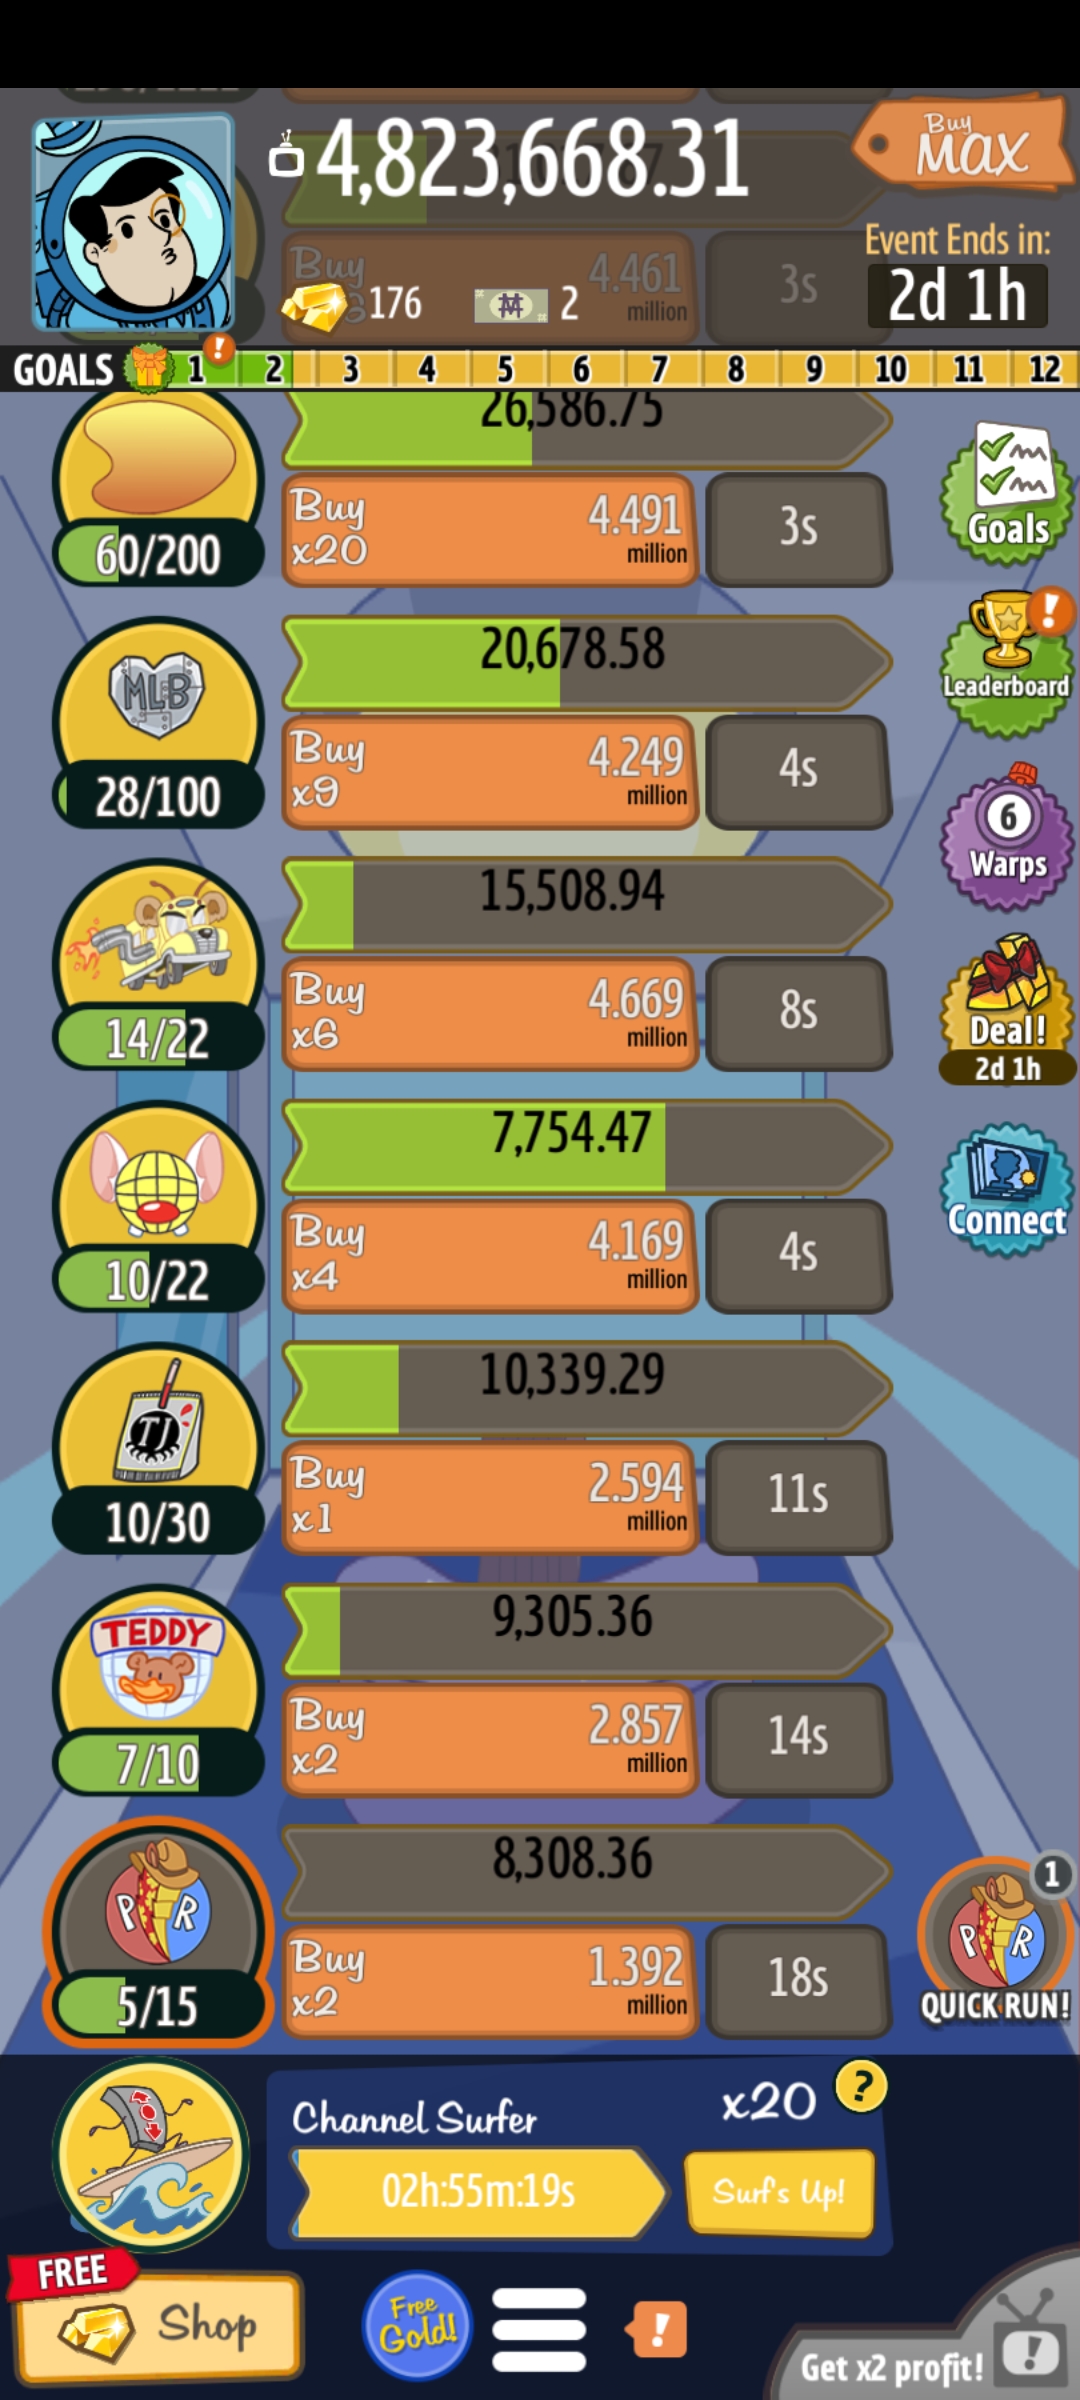 4,823,668.31
Buy
MAX
Event Ends in:
2d 1h
Buy
4.461
million
3s
176
2
GOALS
1
!
2
3
4
5
6
7
8
9
10
11
12
26,586.75
60/200
Buy
x20
4.491
million
3s
Goals
MLB
28/100
20,678.58
Buy
x9
4.249
million
4s
!
Leaderboard
14/22
15,508.94
Buy
x6
4.669
million
8s
6
Warps
10/22
7,754.47
Buy
x4
4.169
million
4s
Deal!
2d 1h
TJ
10/30
10,339.29
Buy
x1
2.594
million
11s
Connect
TEDDY
7/10
9,305.36
Buy
x2
2.857
million
14s
P R
5/15
8,308.36
Buy
x2
1.392
million
18s
1
P R
QUICK RUN!
Channel Surfer
x20
?
02h:55m:19s
Surf's Up!
FREE
Shop
Free
Gold!
!
Get x2 profit!
!